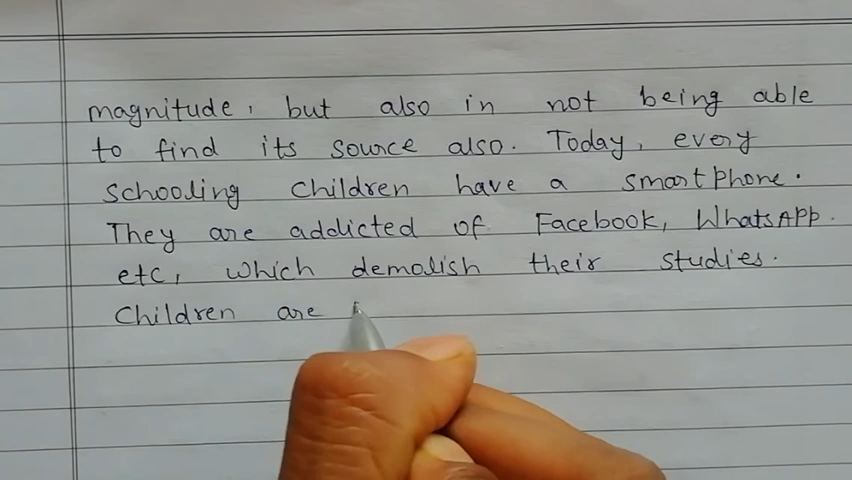 magnitude, but also in not being able
to find its source also. Today, every
schooling children have a smartphone.
They are addicted of Facebook, WhatsAPP.
etc, which demolish their studies.
Children are